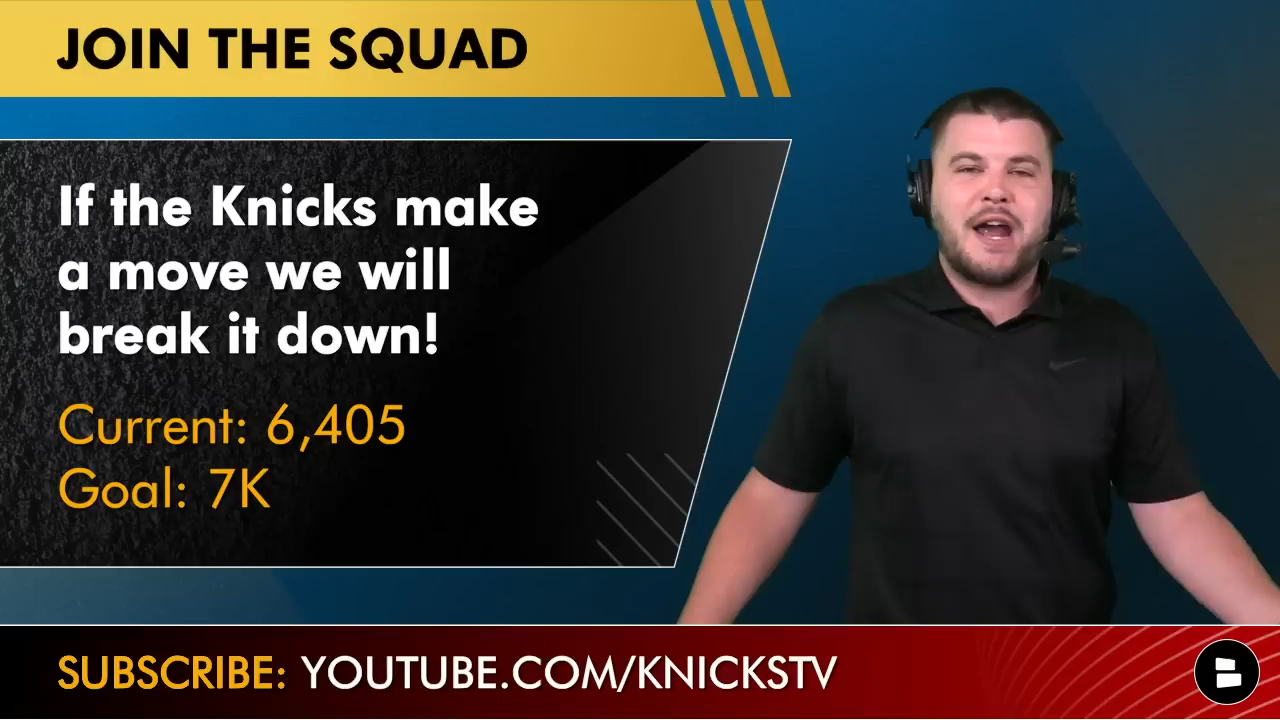 JOIN THE SQUAD
If the Knicks make
a move we will
break it down!
Current: 6,405
Goal: 7K
SUBSCRIBE: YOUTUBE.COM/KNICKSTV